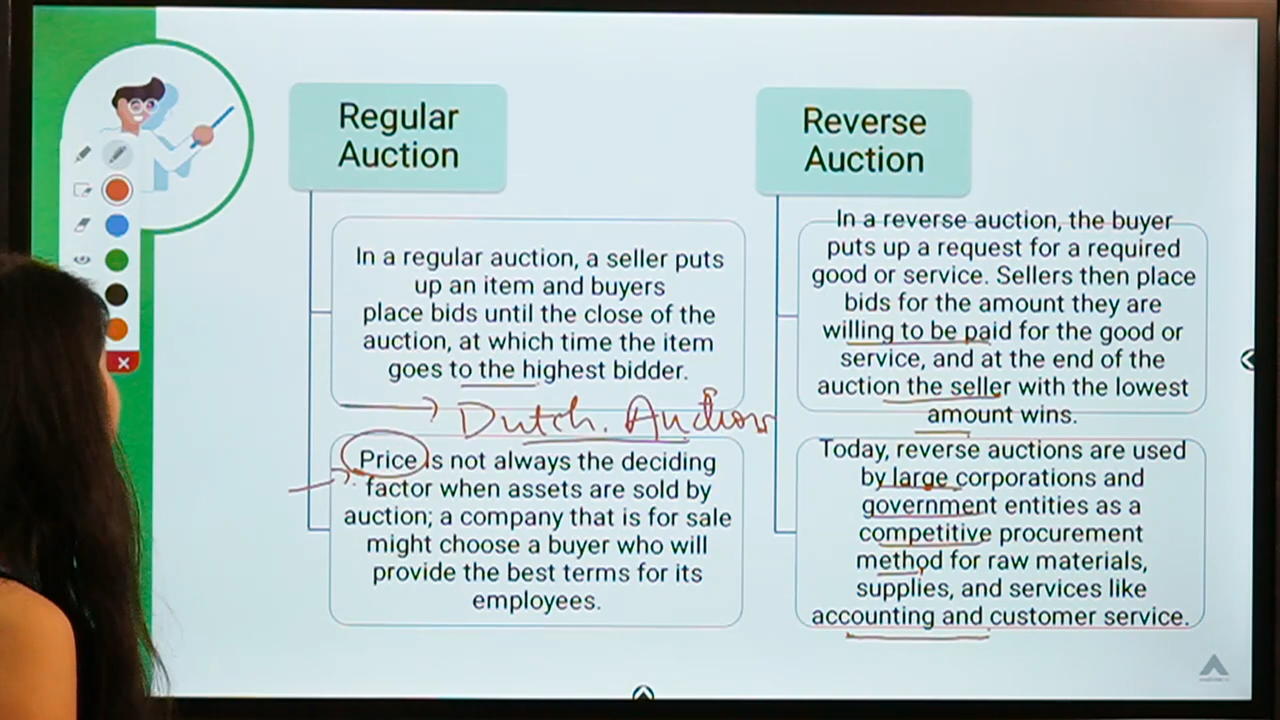 Regular
Auction
In a regular auction, a seller puts
up an item and buyers
place bids until the close of the
auction, at which time the item
goes to the highest bidder.
Dutch. Auction
Price is not always the deciding
factor when assets are sold by
auction; a company that is for sale
might choose a buyer who will
provide the best terms for its
employees.
Reverse
Auction
In a reverse auction, the buyer
puts up a request for a required
good or service. Sellers then place
bids for the amount they are
willing to be paid for the good or
service, and at the end of the
auction the seller with the lowest
amount wins.
Today, reverse auctions are used
by large corporations and
government entities as a
competitive procurement
method for raw materials,
supplies, and services like
accounting and customer service.